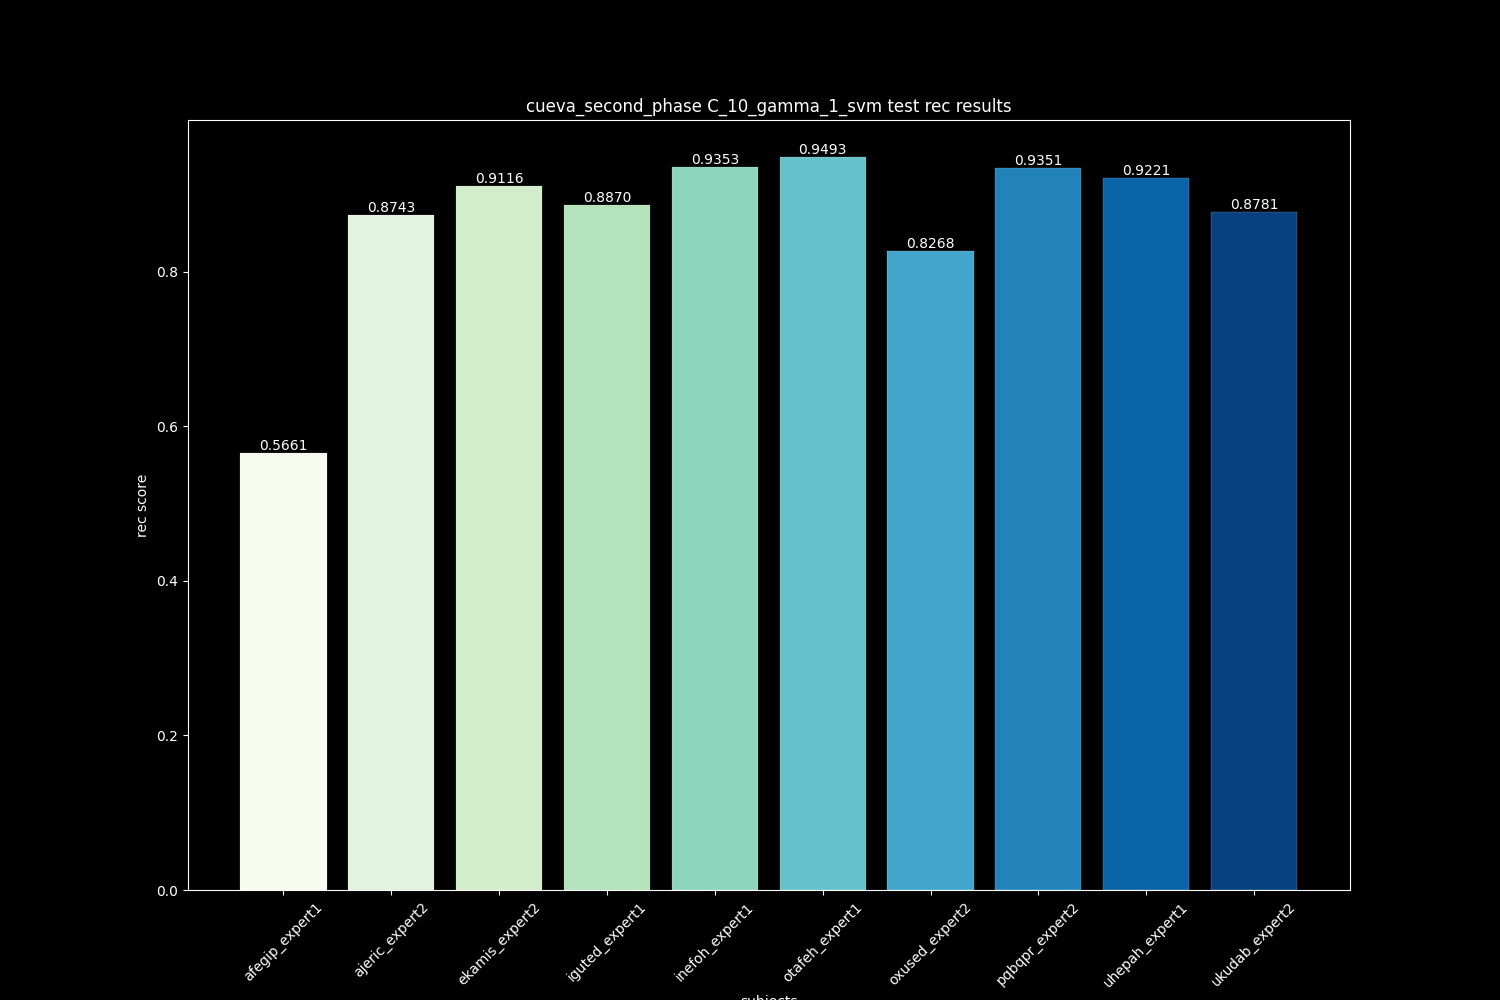 cueva_second_phase C_10_gamma_1_svm test rec results
0.5661
0.8743
0.9116
0.8870
0.9353
0.9493
0.8268
0.9351
0.9221
0.8781
rec score
0.8
0.6
0.4
0.2
0.0
afegip_expert1
ajeric_expert2
ekamis_expert2
iguted_expert1
inefoh_expert1
otafeh_expert1
oxused_expert2
pqbqpr_expert2
uhepah_expert1
ukudab_expert2
subjects